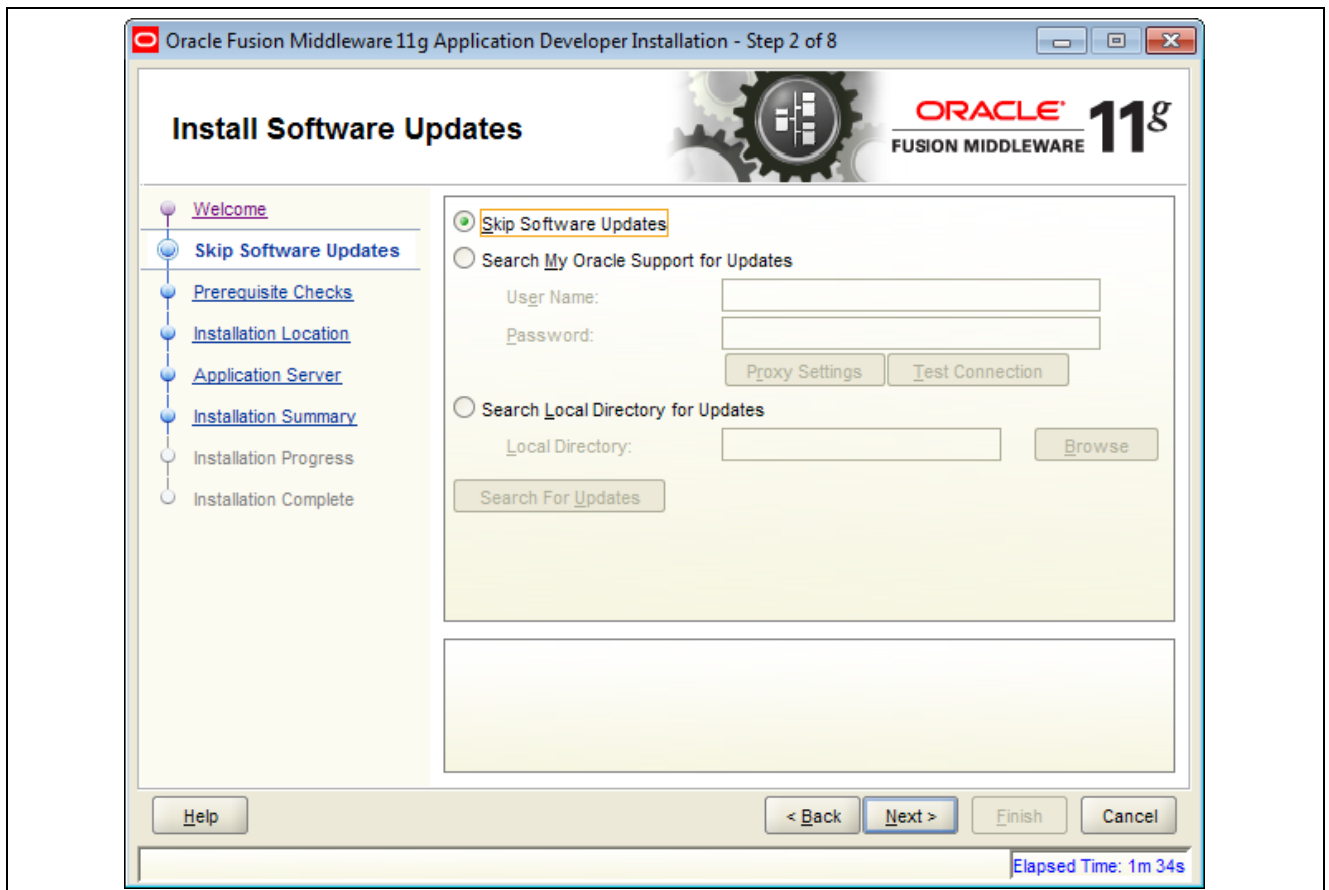 Oracle Fusion Middleware 11g Application Developer Installation - Step 2 of 8
Install Software Updates
ORACLE
FUSION MIDDLEWARE
11g
Welcome
Skip Software Updates
Prerequisite Checks
Installation Location
Application Server
Installation Summary
Installation Progress
Installation Complete
Skip Software Updates
Search My Oracle Support for Updates
User Name:
Password:
Proxy Settings
Test Connection
Search Local Directory for Updates
Local Directory:
Browse
Search For Updates
Help
< Back
Next >
Finish
Cancel
Elapsed Time: 1m 34s